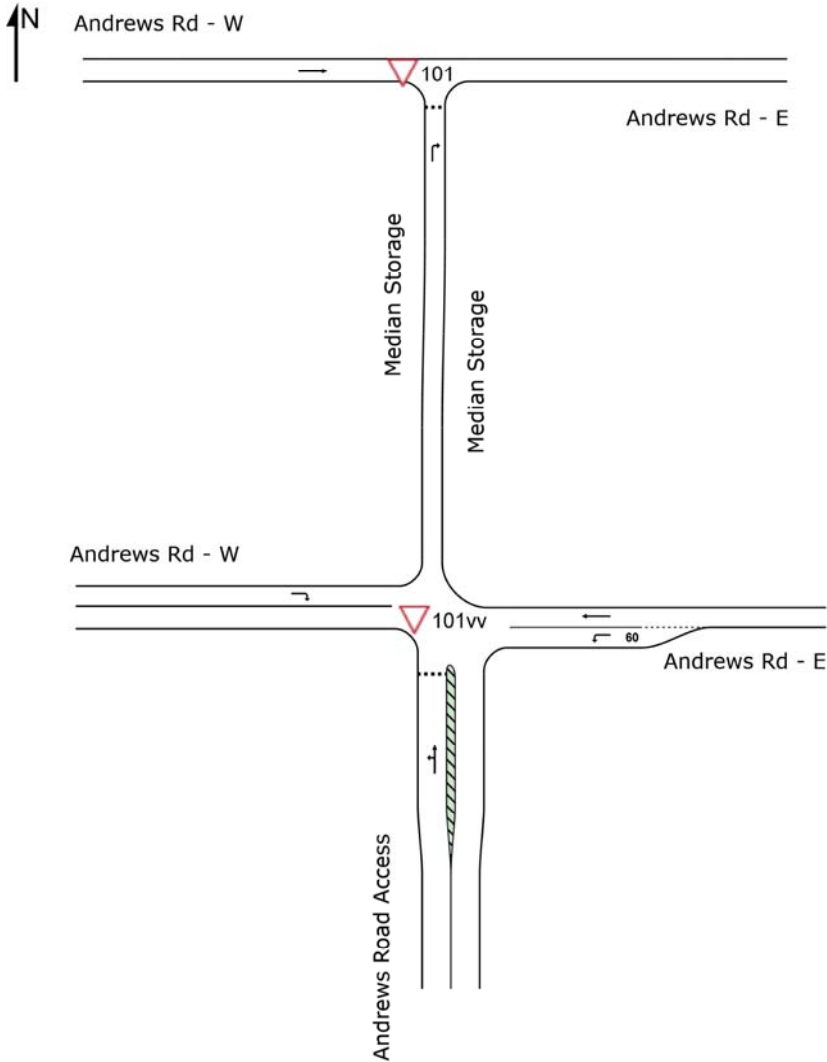 N
Andrews Rd - W
101
Andrews Rd - E
Median Storage
Median Storage
Andrews Rd - W
101vv
60
Andrews Rd - E
Andrews Road Access